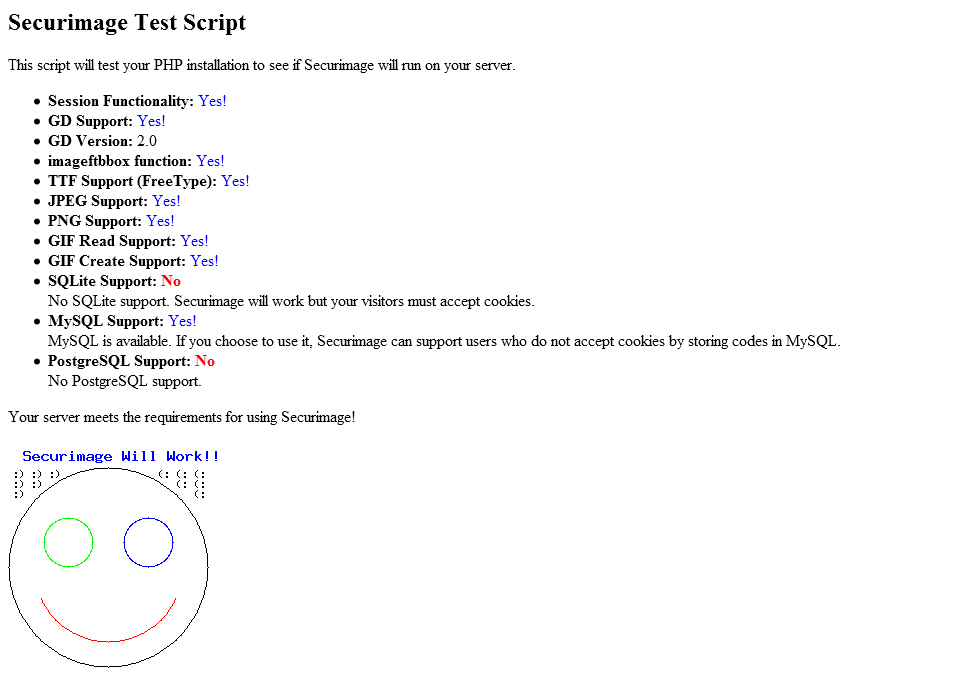 Securimage Test Script
This script will test your PHP installation to see if Securimage will run on your server.
Session Functionality: Yes!
GD Support: Yes!
GD Version: 2.0
imageftbbox function: Yes!
TTF Support (FreeType): Yes!
JPEG Support: Yes!
PNG Support: Yes!
GIF Read Support: Yes!
GIF Create Support: Yes!
SQLite Support: No
No SQLite support. Securimage will work but your visitors must accept cookies.
MySQL Support: Yes!
MySQL is available. If you choose to use it, Securimage can support users who do not accept cookies by storing codes in MySQL.
PostgreSQL Support: No
No PostgreSQL support.
Your server meets the requirements for using Securimage!
Securimage Will Work!!
:) :) :) (: (: (:
:) :) (: (:
:) (: